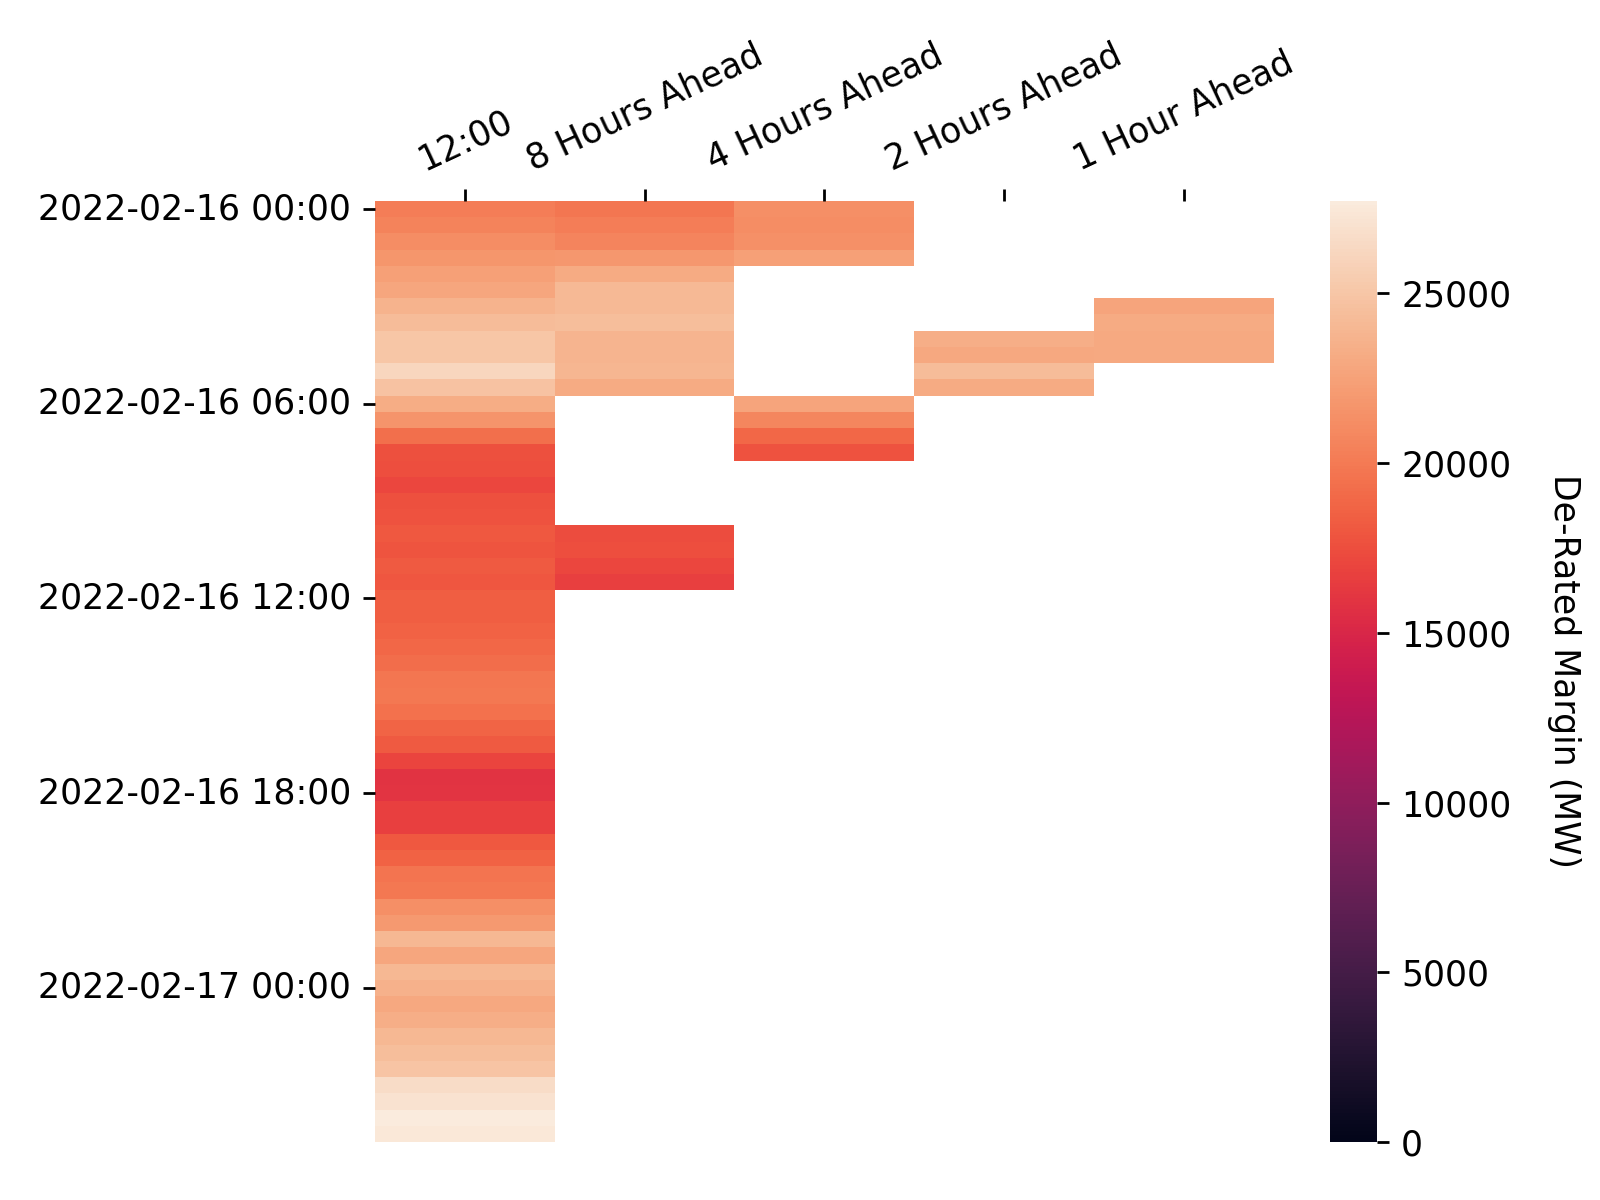 12:00
8 Hours Ahead
4 Hours Ahead
2 Hours Ahead
1 Hour Ahead
2022-02-16 00:00
2022-02-16 06:00
2022-02-16 12:00
2022-02-16 18:00
2022-02-17 00:00
25000
20000
15000
10000
5000
0
De-Rated Margin (MW)